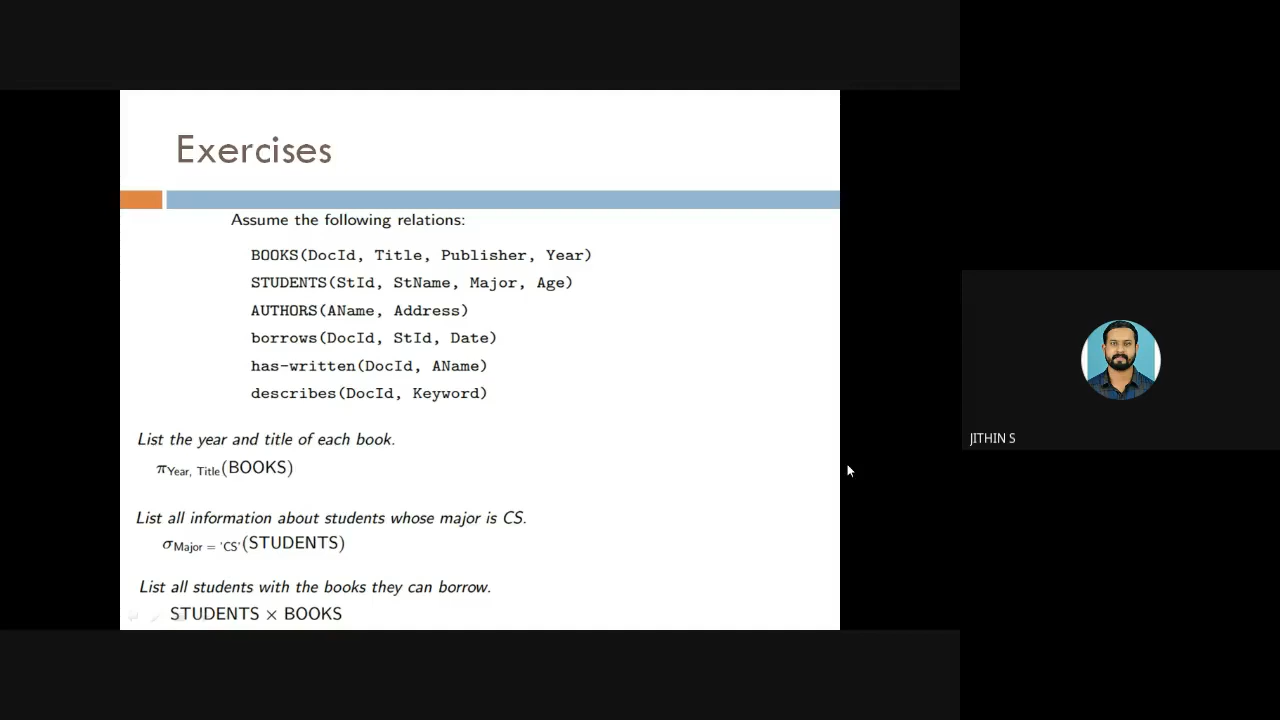 Exercises
Assume the following relations:
BOOKS(DocId, Title, Publisher, Year)
STUDENTS(StId, StName, Major, Age)
AUTHORS(AName, Address)
borrows(DocId, StId, Date)
has-written(DocId, AName)
describes(DocId, Keyword)
List the year and title of each book.
πYear, Title(BOOKS)
List all information about students whose major is CS.
σMajor = 'CS'(STUDENTS)
List all students with the books they can borrow.
STUDENTS × BOOKS
JITHIN S